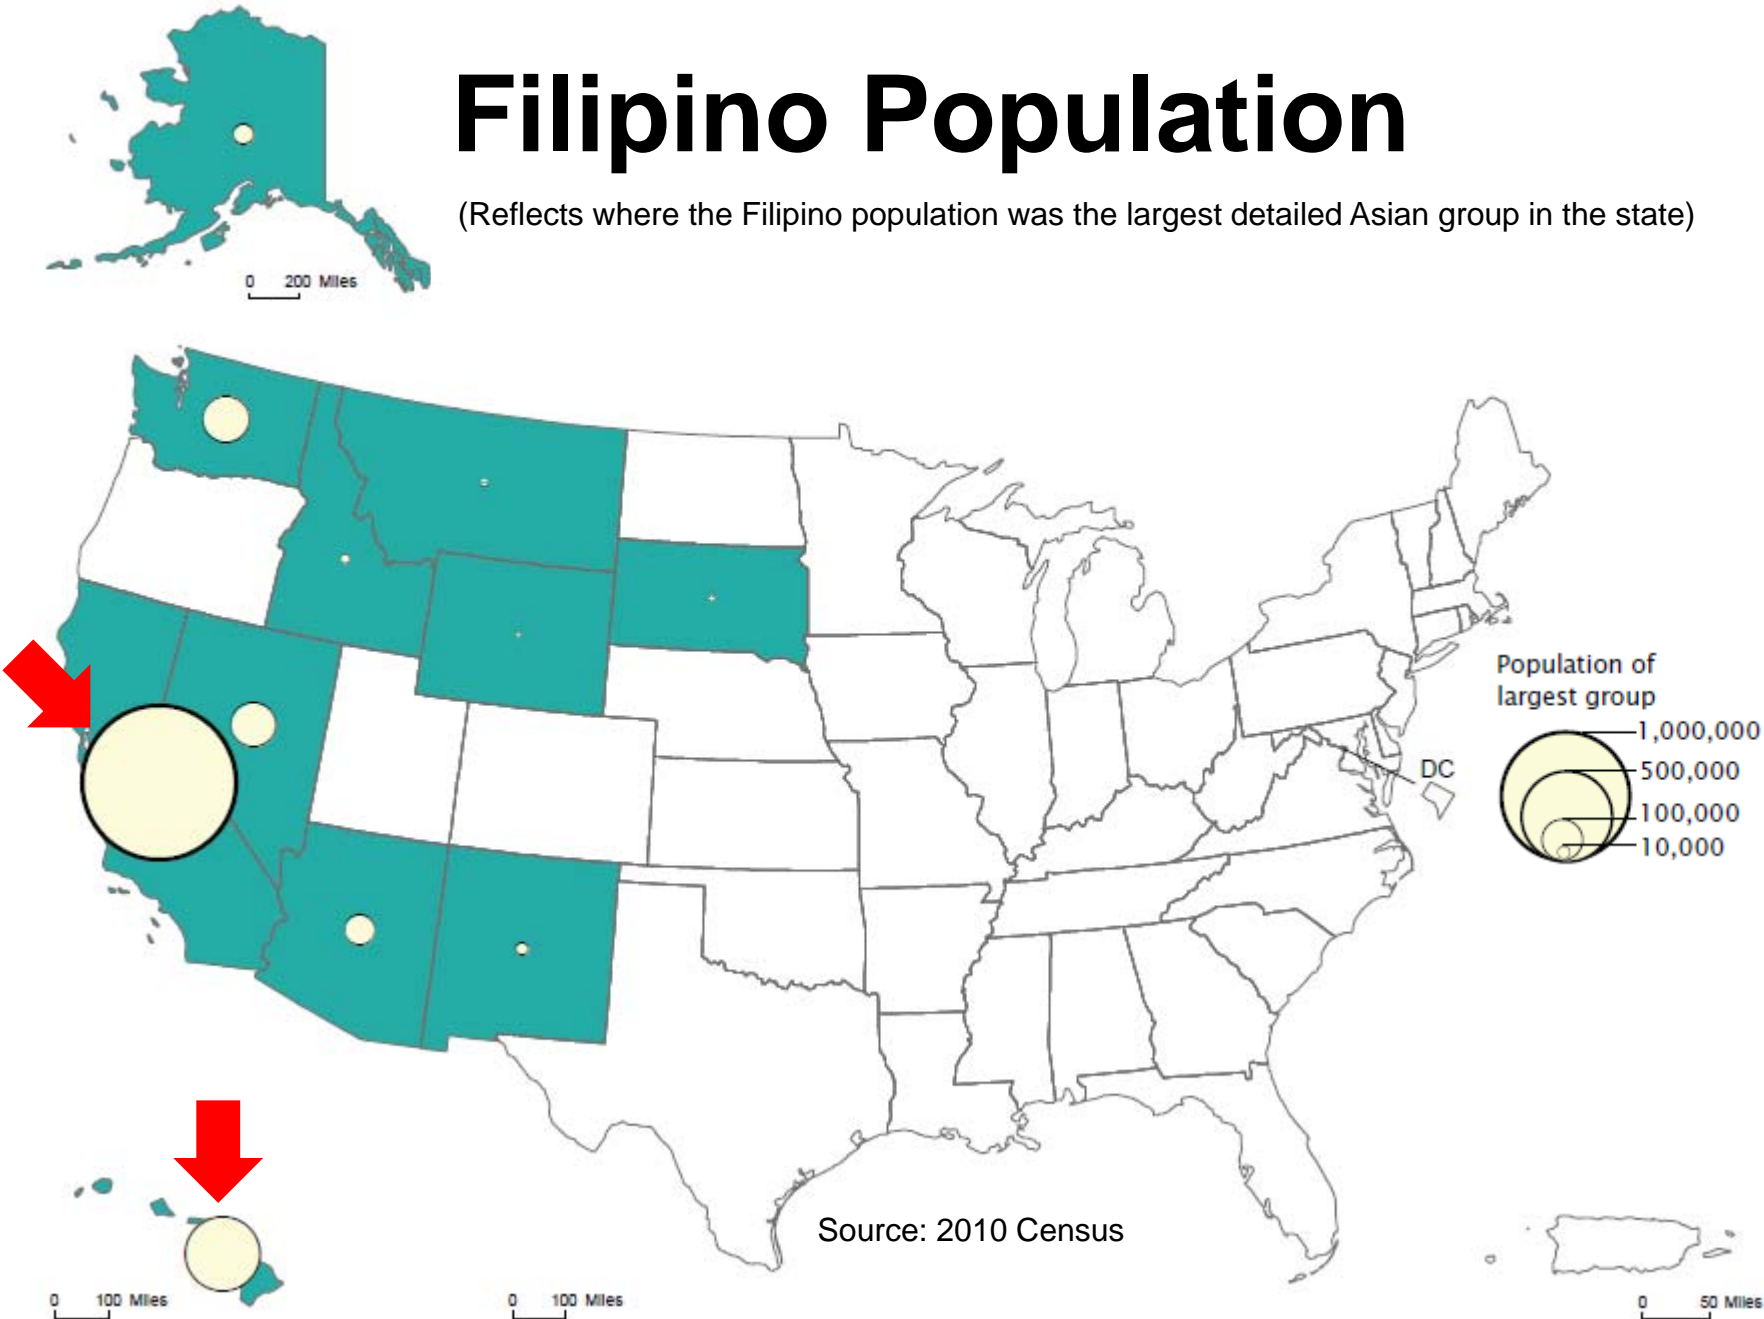 Filipino Population
(Reflects where the Filipino population was the largest detailed Asian group in the state)
0 200 Miles
Population of
largest group
1,000,000
500,000
100,000
10,000
DC
Source: 2010 Census
0 100 Miles
0 100 Miles
0 50 Miles